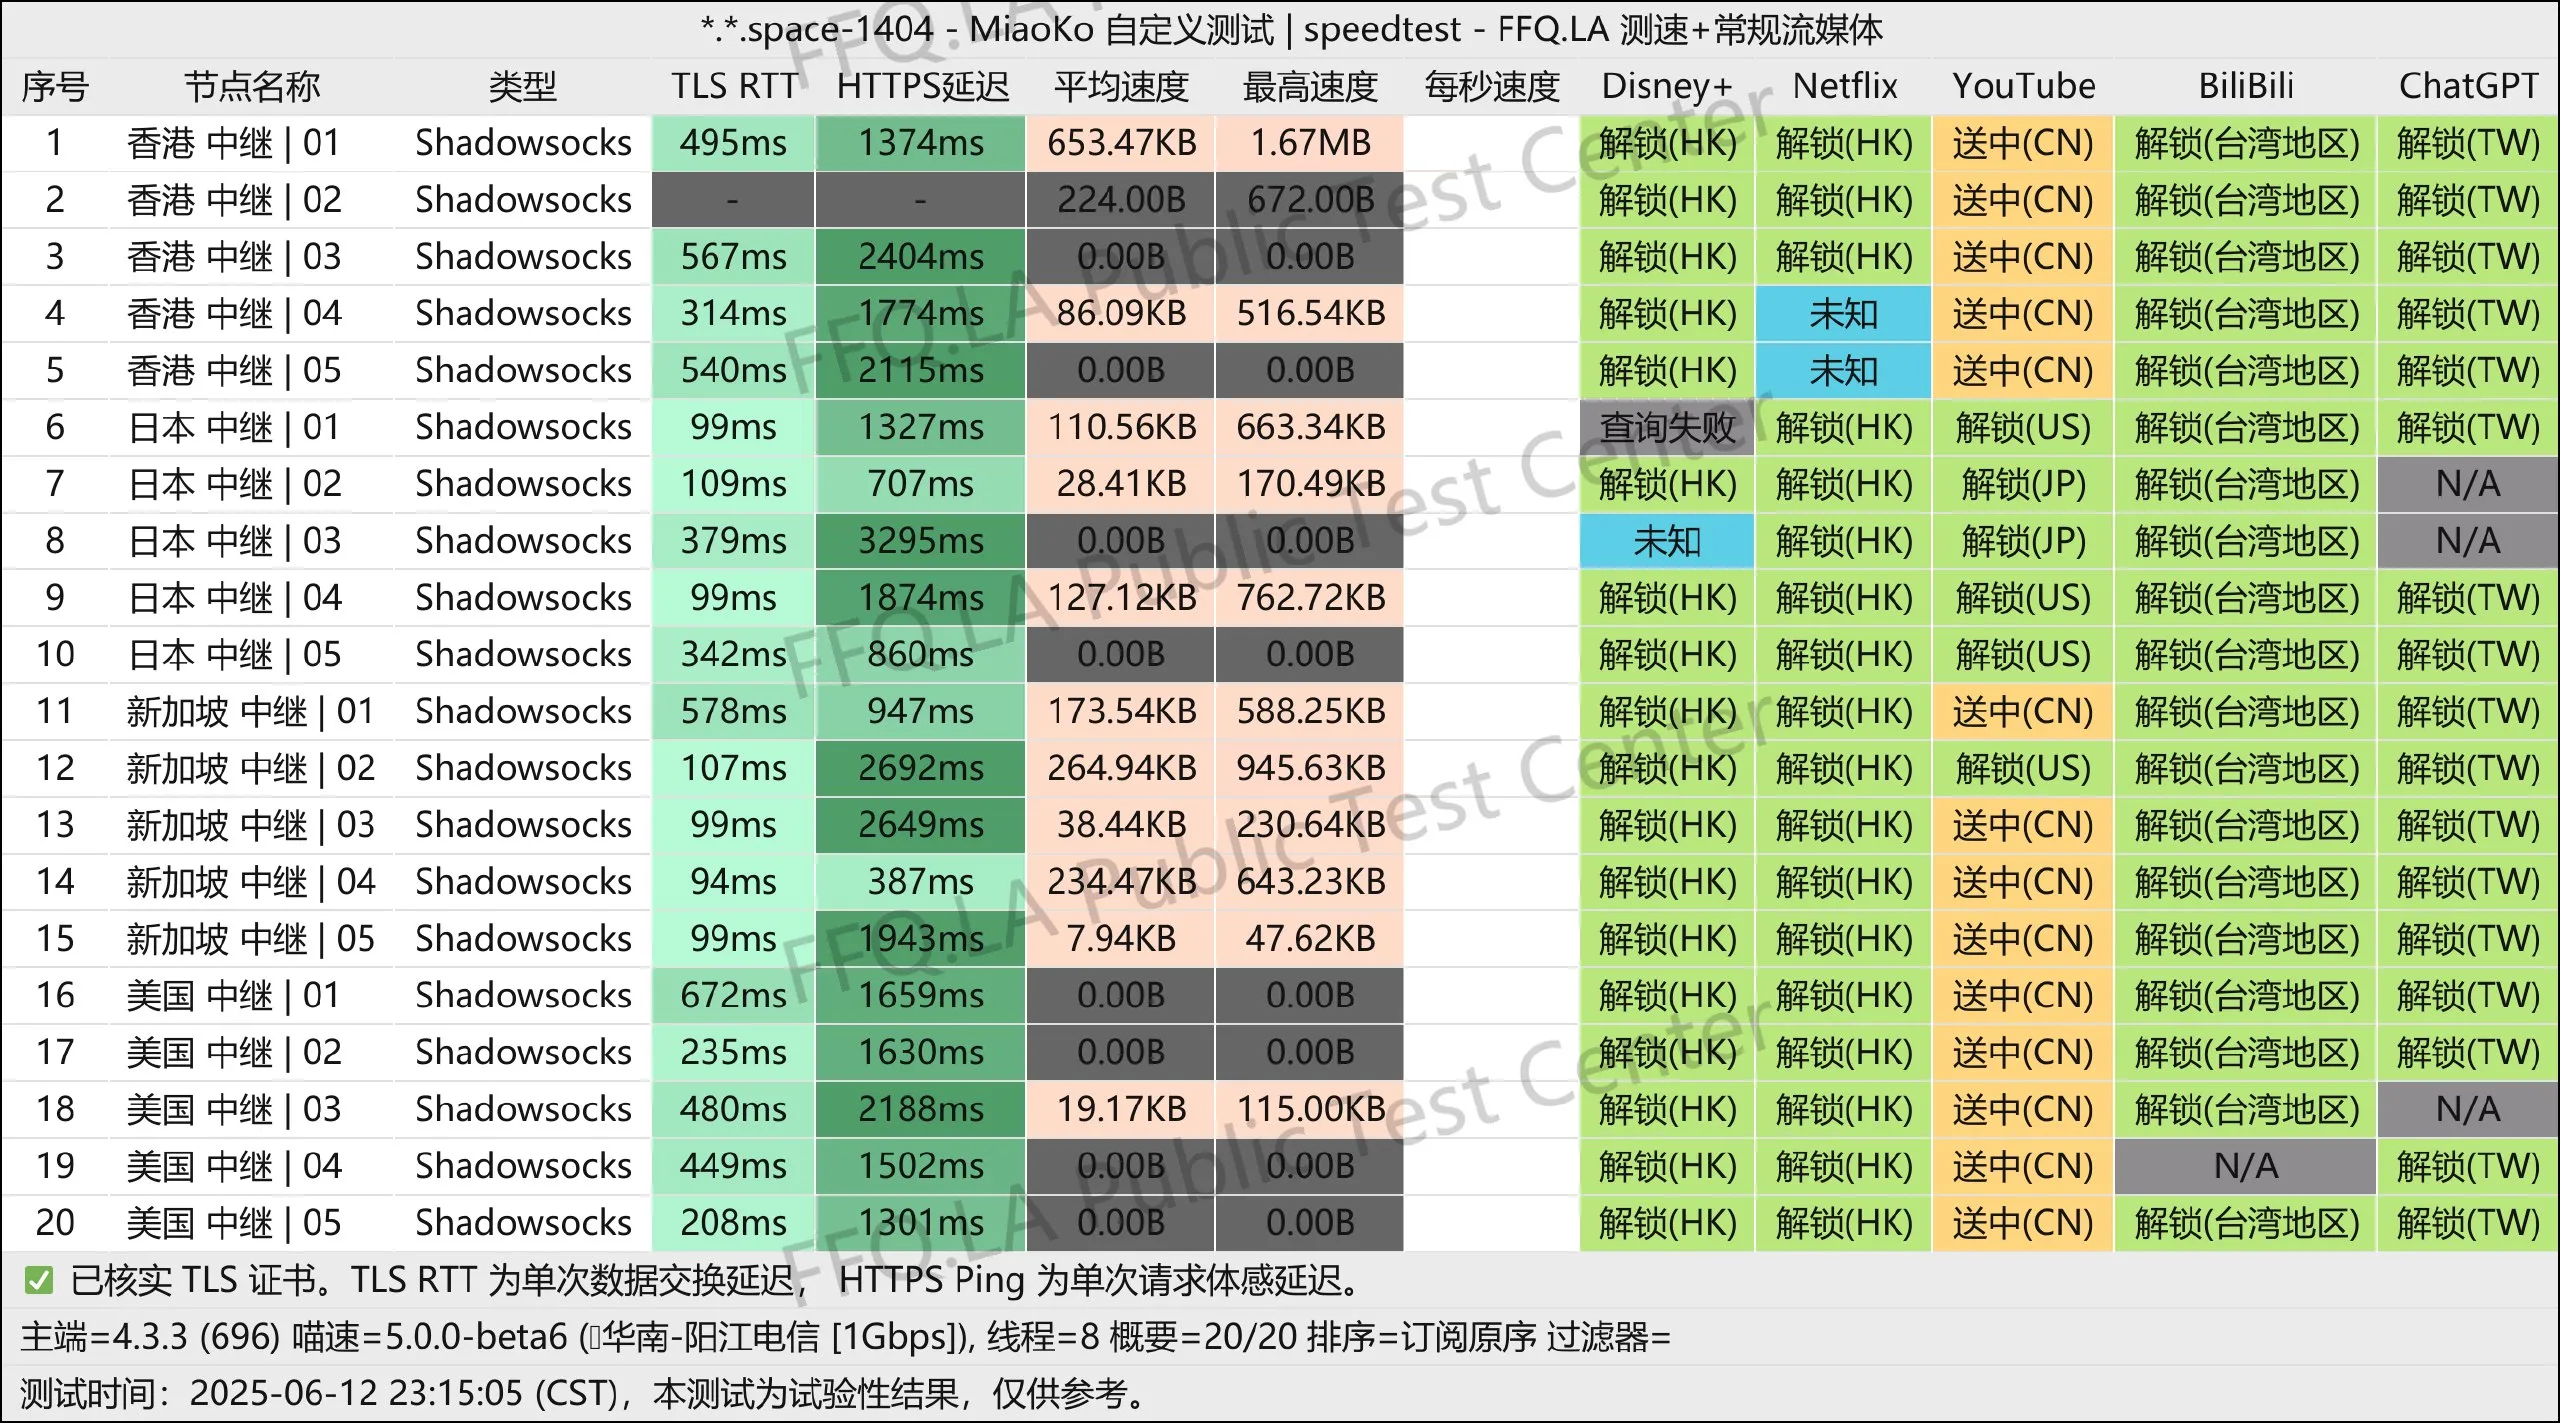 *.*.space-1404 - MiaoKo 自定义测试 | speedtest - FFQ.LA 测速+常规流媒体
序号 节点名称 类型 TLS RTT HTTPS延迟 平均速度 最高速度 每秒速度 Disney+ Netflix YouTube BiliBili ChatGPT
1 香港 中继 | 01 Shadowsocks 495ms 1374ms 653.47KB 1.67MB 解锁(HK) 解锁(HK) 送中(CN) 解锁(台湾地区) 解锁(TW)
2 香港 中继 | 02 Shadowsocks - - 224.00B 672.00B 解锁(HK) 解锁(HK) 送中(CN) 解锁(台湾地区) 解锁(TW)
3 香港 中继 | 03 Shadowsocks 567ms 2404ms 0.00B 0.00B 解锁(HK) 解锁(HK) 送中(CN) 解锁(台湾地区) 解锁(TW)
4 香港 中继 | 04 Shadowsocks 314ms 1774ms 86.09KB 516.54KB 解锁(HK) 未知 送中(CN) 解锁(台湾地区) 解锁(TW)
5 香港 中继 | 05 Shadowsocks 540ms 2115ms 0.00B 0.00B 解锁(HK) 未知 送中(CN) 解锁(台湾地区) 解锁(TW)
6 日本 中继 | 01 Shadowsocks 99ms 1327ms 110.56KB 663.34KB 查询失败 解锁(HK) 解锁(US) 解锁(台湾地区) 解锁(TW)
7 日本 中继 | 02 Shadowsocks 109ms 707ms 28.41KB 170.49KB 解锁(HK) 解锁(HK) 解锁(JP) 解锁(台湾地区) N/A
8 日本 中继 | 03 Shadowsocks 379ms 3295ms 0.00B 0.00B 未知 解锁(HK) 解锁(JP) 解锁(台湾地区) N/A
9 日本 中继 | 04 Shadowsocks 99ms 1874ms 127.12KB 762.72KB 解锁(HK) 解锁(HK) 解锁(US) 解锁(台湾地区) 解锁(TW)
10 日本 中继 | 05 Shadowsocks 342ms 860ms 0.00B 0.00B 解锁(HK) 解锁(HK) 解锁(US) 解锁(台湾地区) 解锁(TW)
11 新加坡 中继 | 01 Shadowsocks 578ms 947ms 173.54KB 588.25KB 解锁(HK) 解锁(HK) 送中(CN) 解锁(台湾地区) 解锁(TW)
12 新加坡 中继 | 02 Shadowsocks 107ms 2692ms 264.94KB 945.63KB 解锁(HK) 解锁(HK) 解锁(US) 解锁(台湾地区) 解锁(TW)
13 新加坡 中继 | 03 Shadowsocks 99ms 2649ms 38.44KB 230.64KB 解锁(HK) 解锁(HK) 送中(CN) 解锁(台湾地区) 解锁(TW)
14 新加坡 中继 | 04 Shadowsocks 94ms 387ms 234.47KB 643.23KB 解锁(HK) 解锁(HK) 送中(CN) 解锁(台湾地区) 解锁(TW)
15 新加坡 中继 | 05 Shadowsocks 99ms 1943ms 7.94KB 47.62KB 解锁(HK) 解锁(HK) 送中(CN) 解锁(台湾地区) 解锁(TW)
16 美国 中继 | 01 Shadowsocks 672ms 1659ms 0.00B 0.00B 解锁(HK) 解锁(HK) 送中(CN) 解锁(台湾地区) 解锁(TW)
17 美国 中继 | 02 Shadowsocks 235ms 1630ms 0.00B 0.00B 解锁(HK) 解锁(HK) 送中(CN) 解锁(台湾地区) 解锁(TW)
18 美国 中继 | 03 Shadowsocks 480ms 2188ms 19.17KB 115.00KB 解锁(HK) 解锁(HK) 送中(CN) 解锁(台湾地区) N/A
19 美国 中继 | 04 Shadowsocks 449ms 1502ms 0.00B 0.00B 解锁(HK) 解锁(HK) 送中(CN) N/A 解锁(TW)
20 美国 中继 | 05 Shadowsocks 208ms 1301ms 0.00B 0.00B 解锁(HK) 解锁(HK) 送中(CN) 解锁(台湾地区) 解锁(TW)
✅ 已核实 TLS 证书。TLS RTT 为单次数据交换延迟， HTTPS Ping 为单次请求体感延迟。
主端=4.3.3 (696) 喵速=5.0.0-beta6 (华南-阳江电信 [1Gbps]), 线程=8 概要=20/20 排序=订阅原序 过滤器=
测试时间：2025-06-12 23:15:05 (CST)，本测试为试验性结果，仅供参考。
FFQ.LA Public Test Center
FFQ.LA Public Test Center
FFQ.LA Public Test Center
FFQ.LA Public Test Center